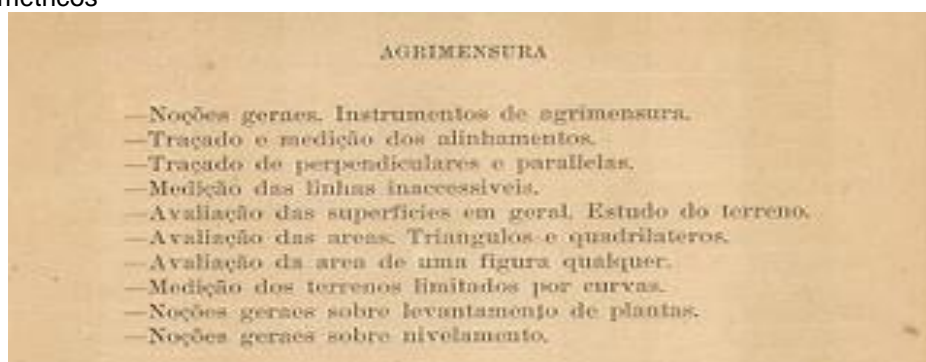 métricos
AGRIMENSURA
—Noções geraes. Instrumentos de agrimensura.
—Traçado e medição dos alinhamentos.
—Traçado de perpendiculares e parallelas.
—Medição das linhas inaccessiveis.
—Avaliação das superficies em geral. Estudo do terreno.
—Avaliação das areas. Triangulos e quadrilateros.
—Avaliação da area de uma figura qualquer.
—Medição dos terrenos limitados por curvas.
—Noções geraes sobre levantamento de plantas.
—Noções geraes sobre nivelamento.